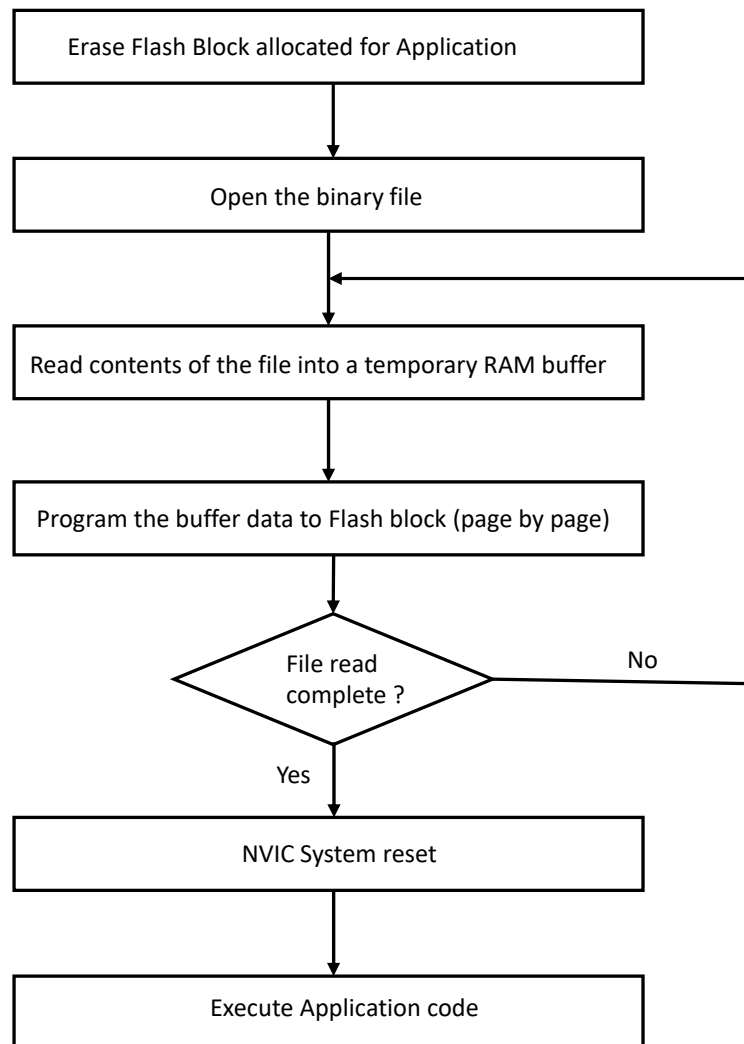 Erase Flash Block allocated for Application
Open the binary file
Read contents of the file into a temporary RAM buffer
Program the buffer data to Flash block (page by page)
File read
complete ?
No
Yes
NVIC System reset
Execute Application code